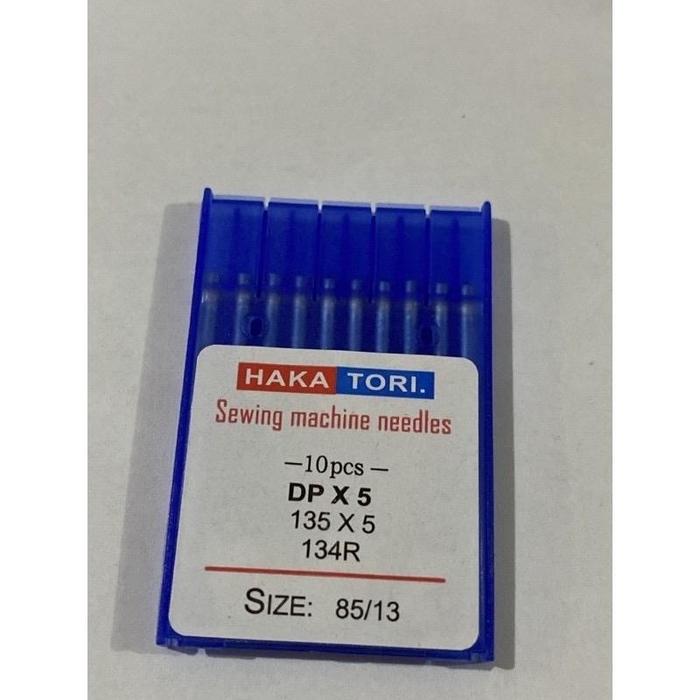 HAKA TORI.
Sewing machine needles
—10pcs—
DP X 5
135 X 5
134R
SIZE: 85/13